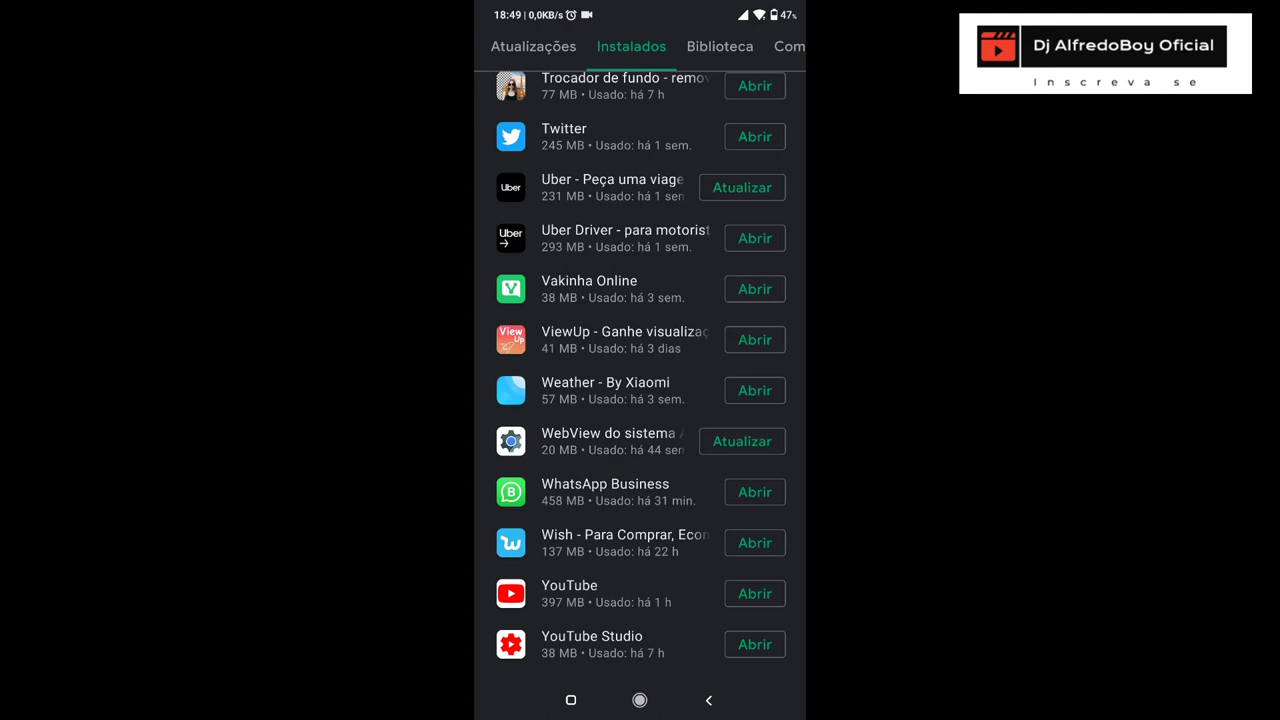 18:49 | 0,0KB/s
47%
Dj AlfredoBoy Oficial
Inscreva se
Atualizações Instalados Biblioteca Com
Trocador de fundo - remov
77 MB • Usado: há 7 h
Abrir
Twitter
245 MB • Usado: há 1 sem.
Abrir
Uber - Peça uma viage
231 MB • Usado: há 1 sem
Atualizar
Uber
Uber Driver - para motorist
293 MB • Usado: há 1 sem.
Abrir
Uber
Vakinha Online
38 MB • Usado: há 3 sem.
Abrir
ViewUp - Ganhe visualizaç
41 MB • Usado: há 3 dias
Abrir
View
Up
Weather - By Xiaomi
57 MB • Usado: há 3 sem.
Abrir
WebView do sistema A
20 MB • Usado: há 44 sem
Atualizar
WhatsApp Business
458 MB • Usado: há 31 min.
Abrir
B
Wish - Para Comprar, Econ
137 MB • Usado: há 22 h
Abrir
YouTube
397 MB • Usado: há 1 h
Abrir
YouTube Studio
38 MB • Usado: há 7 h
Abrir